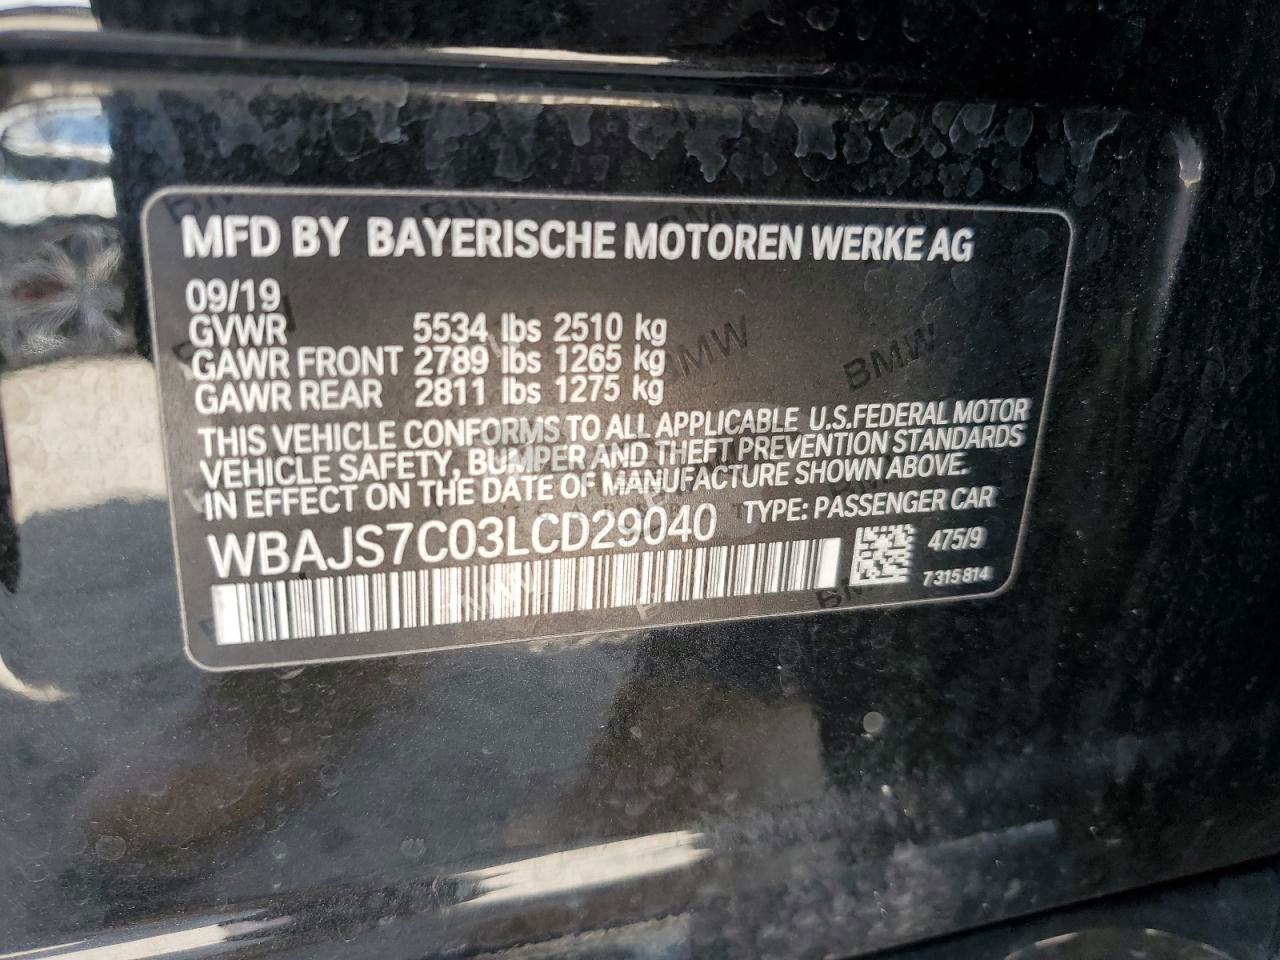 MFD BY BAYERISCHE MOTOREN WERKE AG
09/19
GVWR 5534 lbs 2510 kg
GAWR FRONT 2789 lbs 1265 kg
GAWR REAR 2811 lbs 1275 kg
THIS VEHICLE CONFORMS TO ALL APPLICABLE U.S.FEDERAL MOTOR
VEHICLE SAFETY, BUMPER AND THEFT PREVENTION STANDARDS
IN EFFECT ON THE DATE OF MANUFACTURE SHOWN ABOVE.
WBAJS7C03LCD29040 TYPE: PASSENGER CAR
475/9
7 315 814
BMW
BMW